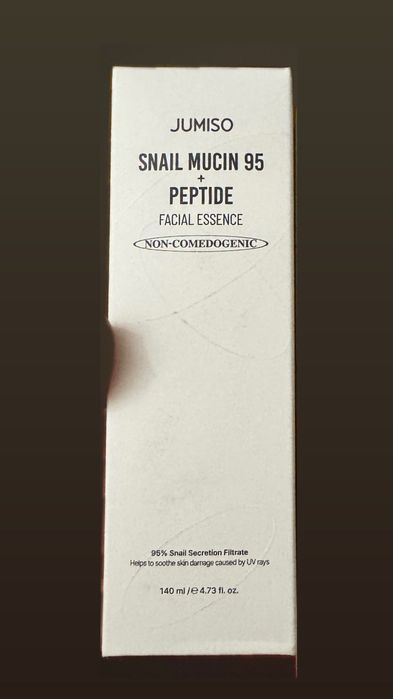 JUMISO
SNAIL MUCIN 95
+
PEPTIDE
FACIAL ESSENCE
NON-COMEDOGENIC
95% Snail Secretion Filtrate
Helps to soothe skin damage caused by UV rays
140 ml / ℮ 4.73 fl. oz.